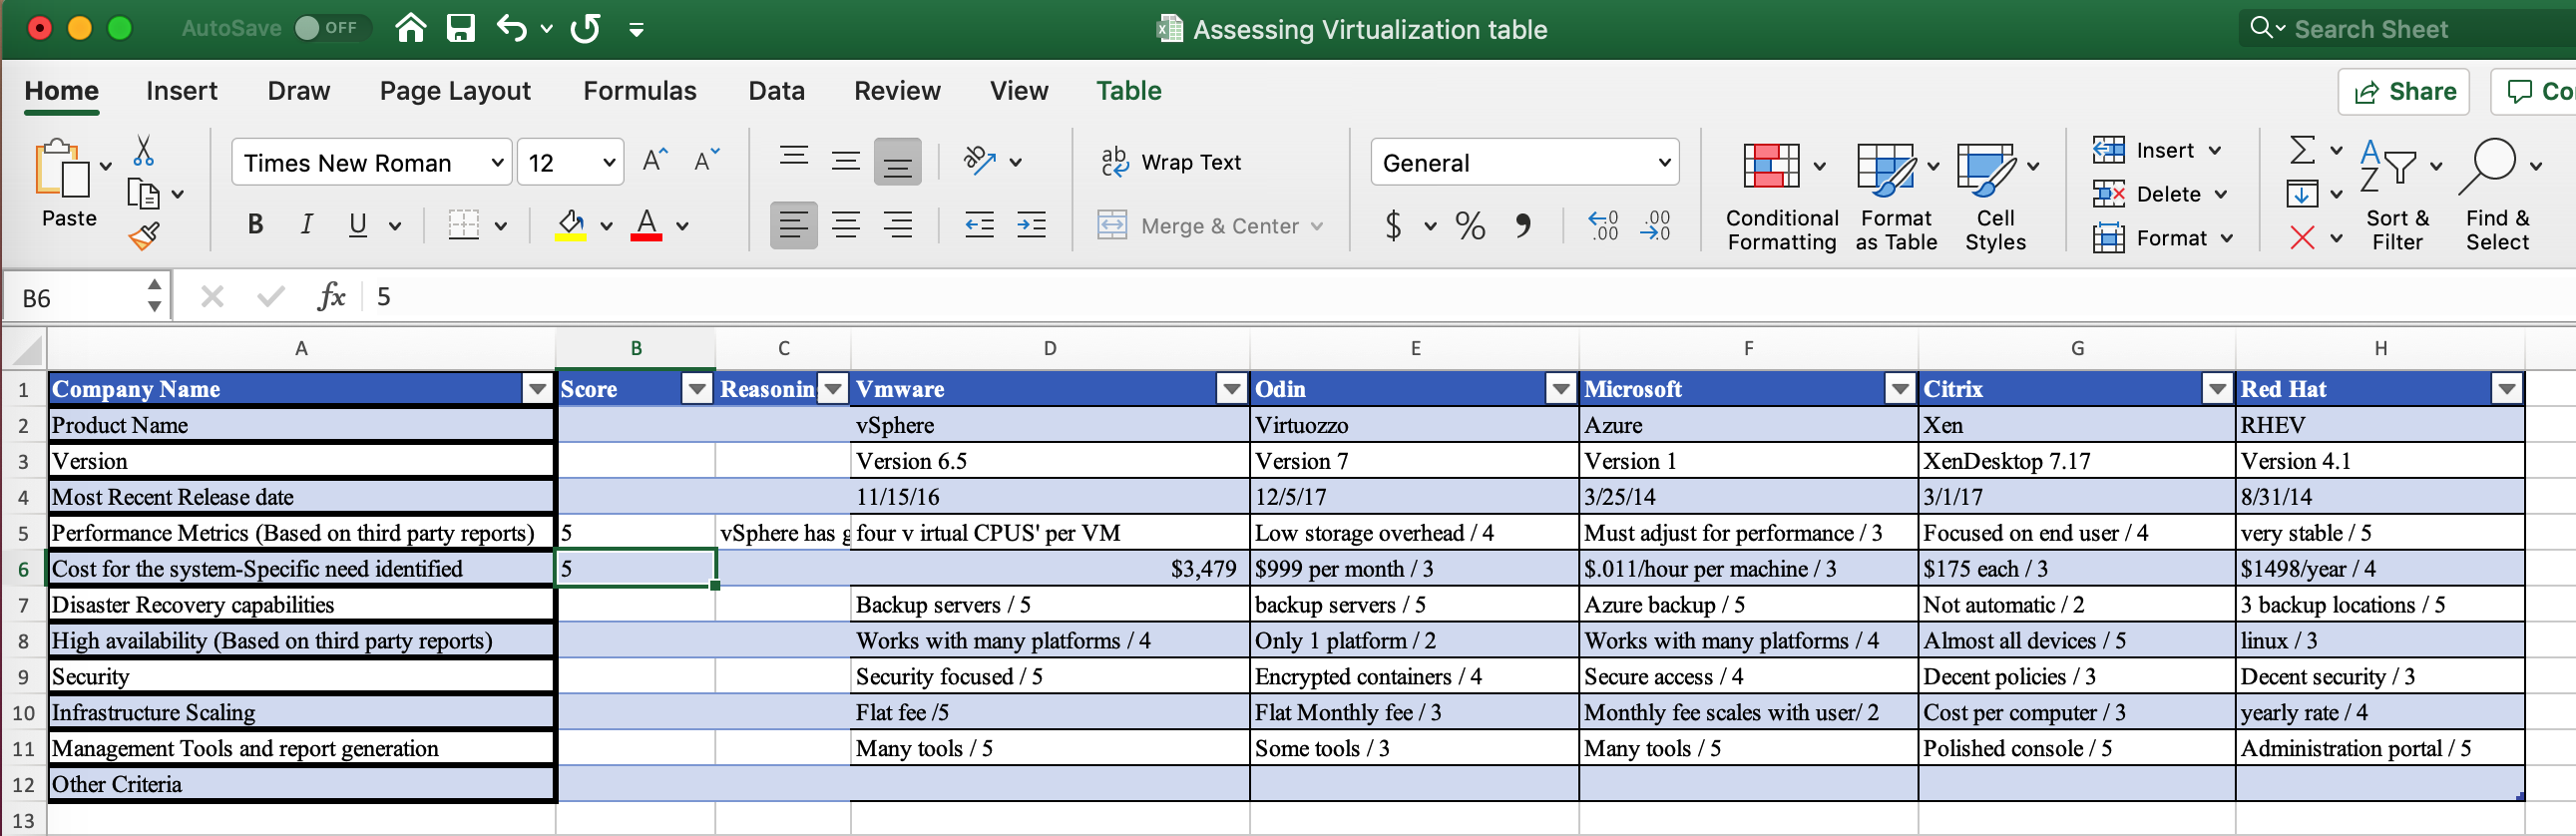 AutoSave OFF Assessing Virtualization table Search Sheet
Home Insert Draw Page Layout Formulas Data Review View Table Share Co
Paste Times New Roman 12 Wrap Text General Insert
B I U Merge & Center $ % Conditional Formatting Format as Table Cell Styles Delete Format Sort & Filter Find & Select
B6 fx 5
A B C D E F G H
1 Company Name Score Reasonin Vmware Odin Microsoft Citrix Red Hat
2 Product Name vSphere Virtuozzo Azure Xen RHEV
3 Version Version 6.5 Version 7 Version 1 XenDesktop 7.17 Version 4.1
4 Most Recent Release date 11/15/16 12/5/17 3/25/14 3/1/17 8/31/14
5 Performance Metrics (Based on third party reports) 5 vSphere has g four v irtual CPUS' per VM Low storage overhead / 4 Must adjust for performance / 3 Focused on end user / 4 very stable / 5
6 Cost for the system-Specific need identified 5 $3,479 $999 per month / 3 $.011/hour per machine / 3 $175 each / 3 $1498/year / 4
7 Disaster Recovery capabilities Backup servers / 5 backup servers / 5 Azure backup / 5 Not automatic / 2 3 backup locations / 5
8 High availability (Based on third party reports) Works with many platforms / 4 Only 1 platform / 2 Works with many platforms / 4 Almost all devices / 5 linux / 3
9 Security Security focused / 5 Encrypted containers / 4 Secure access / 4 Decent policies / 3 Decent security / 3
10 Infrastructure Scaling Flat fee /5 Flat Monthly fee / 3 Monthly fee scales with user/ 2 Cost per computer / 3 yearly rate / 4
11 Management Tools and report generation Many tools / 5 Some tools / 3 Many tools / 5 Polished console / 5 Administration portal / 5
12 Other Criteria
13